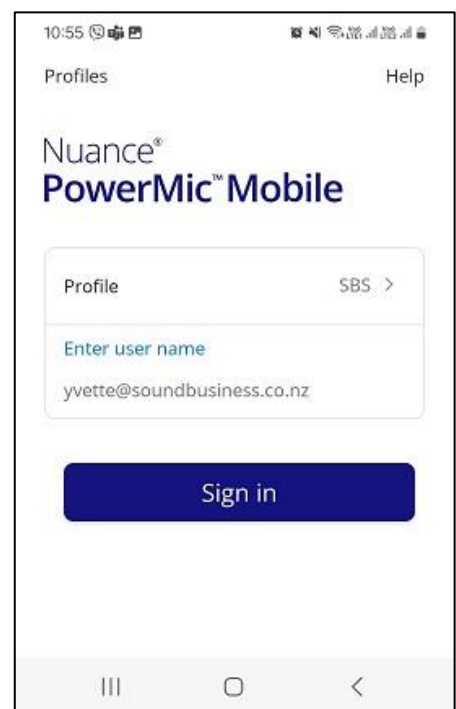 10:55
Profiles Help
Nuance®
PowerMic™ Mobile
Profile SBS >
Enter user name
yvette@soundbusiness.co.nz
Sign in